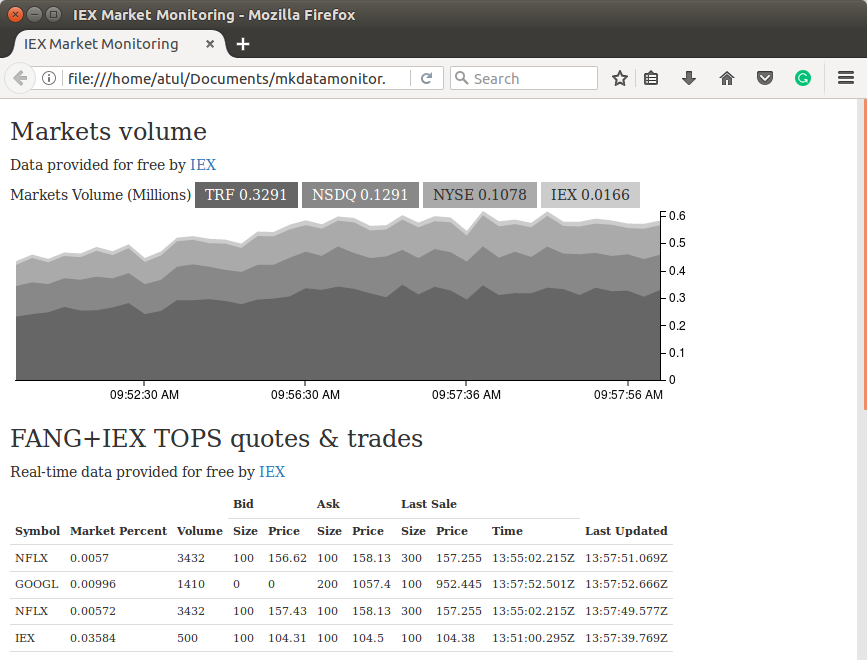 IEX Market Monitoring - Mozilla Firefox
IEX Market Monitoring
file:///home/atul/Documents/mkdatamonitor.
Search
Markets volume
Data provided for free by IEX
Markets Volume (Millions) TRF 0.3291 NSDQ 0.1291 NYSE 0.1078 IEX 0.0166
0.6
0.5
0.4
0.3
0.2
0.1
0
09:52:30 AM 09:56:30 AM 09:57:36 AM 09:57:56 AM
FANG+IEX TOPS quotes & trades
Real-time data provided for free by IEX
Bid Ask Last Sale
Symbol Market Percent Volume Size Price Size Price Size Price Time Last Updated
NFLX 0.0057 3432 100 156.62 100 158.13 300 157.255 13:55:02.215Z 13:57:51.069Z
GOOGL 0.00996 1410 0 0 200 1057.4 100 952.445 13:57:52.501Z 13:57:52.666Z
NFLX 0.00572 3432 100 157.43 100 158.13 300 157.255 13:55:02.215Z 13:57:49.577Z
IEX 0.03584 500 100 104.31 100 104.5 100 104.38 13:51:00.295Z 13:57:39.769Z